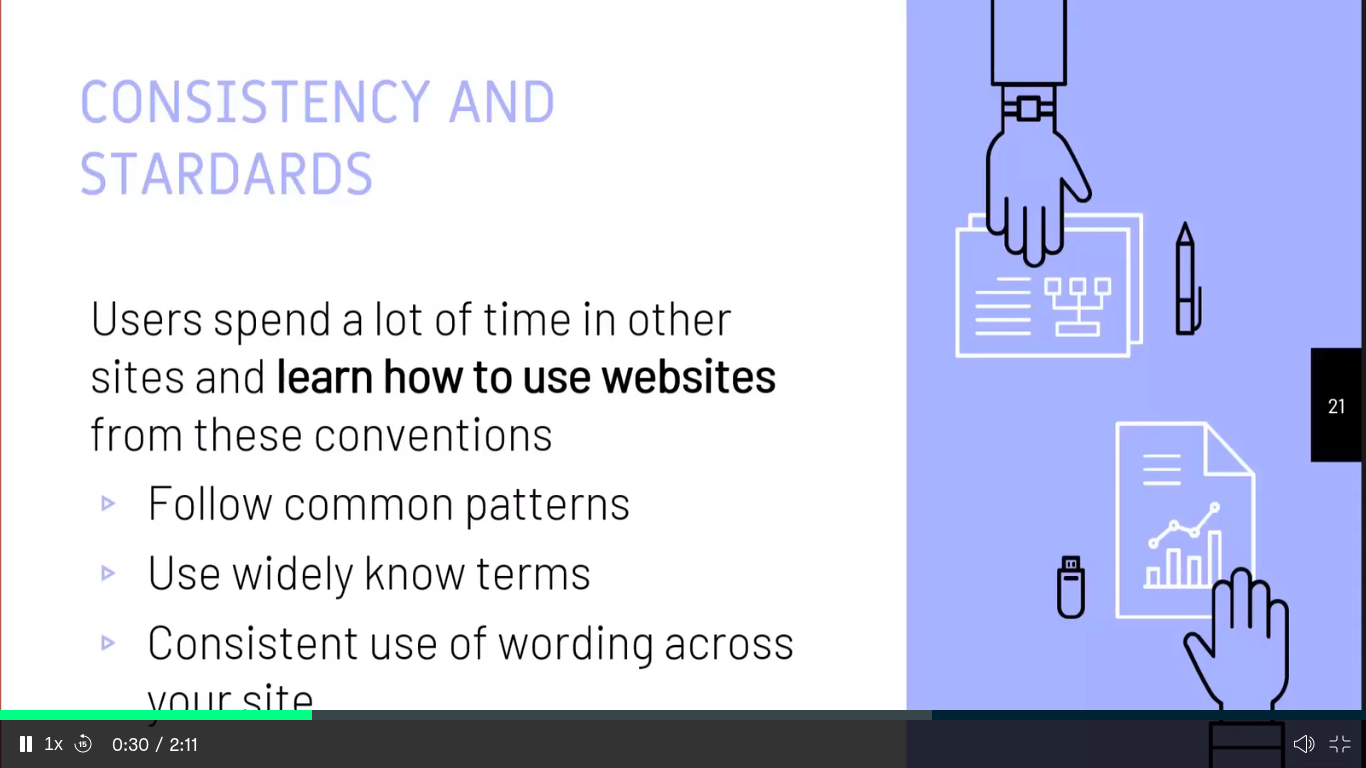 CONSISTENCY AND
STARDARDS
Users spend a lot of time in other
sites and learn how to use websites
from these conventions
Follow common patterns
Use widely know terms
Consistent use of wording across
your site
21
1x
15
0:30 / 2:11